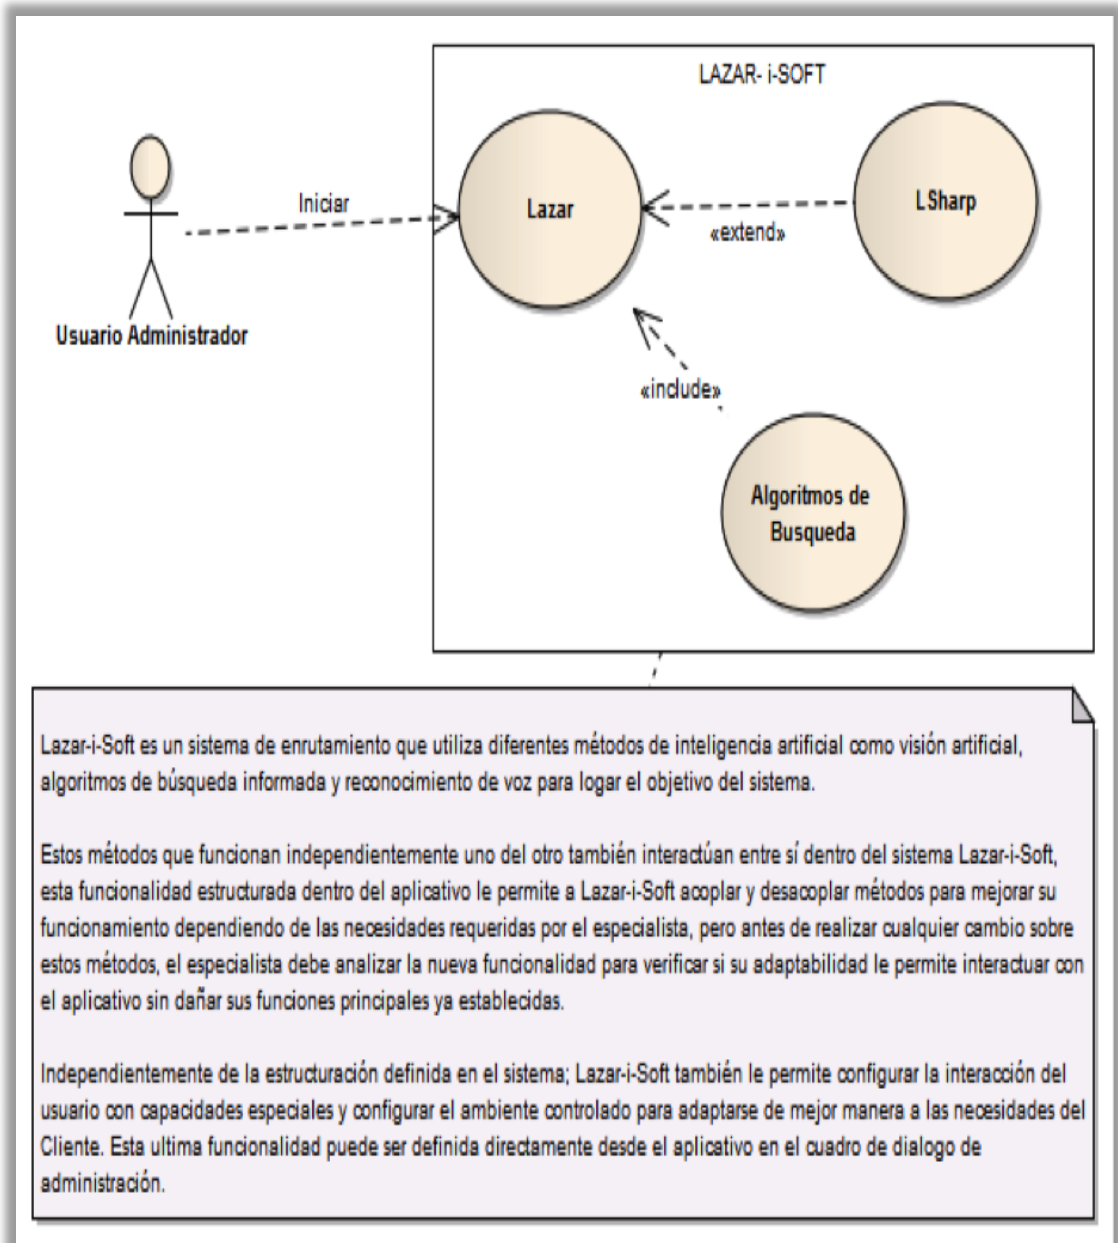 LAZAR- i-SOFT
Iniciar
Lazar
LSharp
«extend»
Usuario Administrador
«include»
Algoritmos de
Busqueda
Lazar-i-Soft es un sistema de enrutamiento que utiliza diferentes métodos de inteligencia artificial como visión artificial,
algoritmos de búsqueda informada y reconocimiento de voz para logar el objetivo del sistema.
Estos métodos que funcionan independientemente uno del otro también interactúan entre sí dentro del sistema Lazar-i-Soft,
esta funcionalidad estructurada dentro del aplicativo le permite a Lazar-i-Soft acoplar y desacoplar métodos para mejorar su
funcionamiento dependiendo de las necesidades requeridas por el especialista, pero antes de realizar cualquier cambio sobre
estos métodos, el especialista debe analizar la nueva funcionalidad para verificar si su adaptabilidad le permite interactuar con
el aplicativo sin dañar sus funciones principales ya establecidas.
Independientemente de la estructuración definida en el sistema; Lazar-i-Soft también le permite configurar la interacción del
usuario con capacidades especiales y configurar el ambiente controlado para adaptarse de mejor manera a las necesidades del
Cliente. Esta ultima funcionalidad puede ser definida directamente desde el aplicativo en el cuadro de dialogo de
administración.